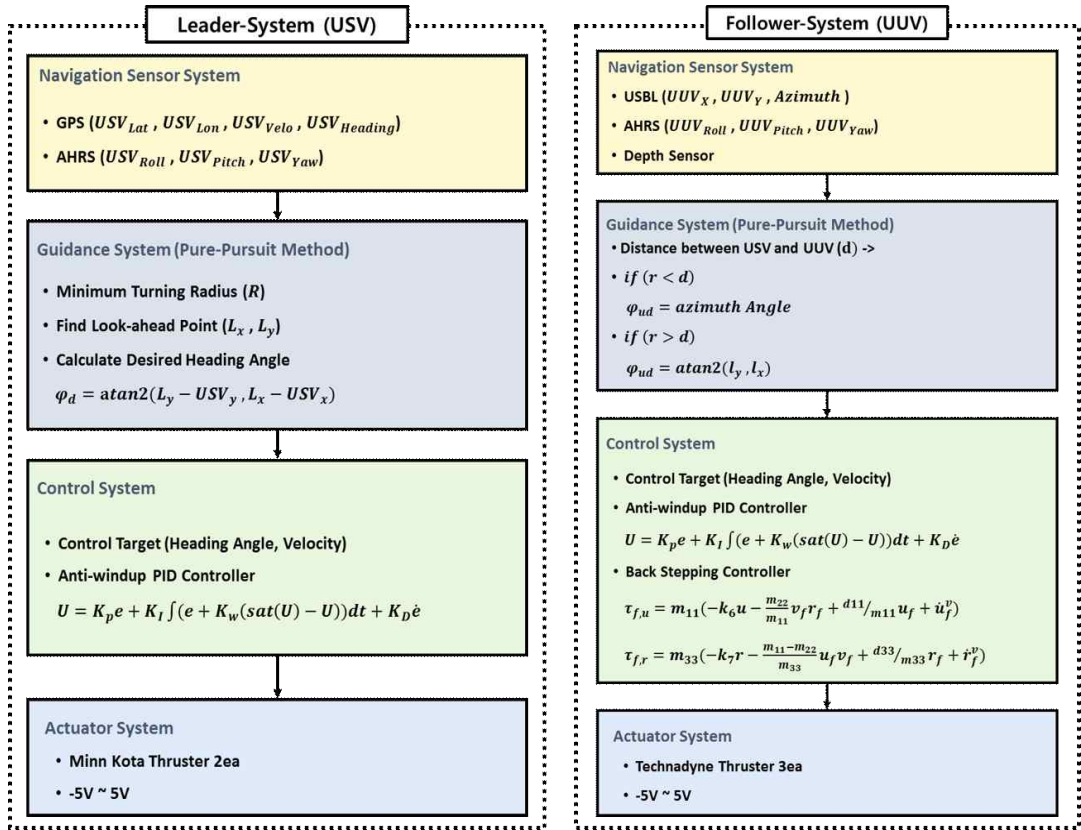 Leader-System (USV)
Navigation Sensor System
• GPS (USV_Lat , USV_Lon , USV_Velo , USV_Heading)
• AHRS (USV_Roll , USV_Pitch , USV_Yaw)
Guidance System (Pure-Pursuit Method)
• Minimum Turning Radius (R)
• Find Look-ahead Point (L_x , L_y)
• Calculate Desired Heading Angle
φ_d = atan2(L_y − USV_y , L_x − USV_x)
Control System
• Control Target (Heading Angle, Velocity)
• Anti-windup PID Controller
U = K_p e + K_I ∫(e + K_w(sat(U) − U))dt + K_D ė
Actuator System
• Minn Kota Thruster 2ea
• -5V ~ 5V
Follower-System (UUV)
Navigation Sensor System
• USBL (UUV_X , UUV_Y , Azimuth )
• AHRS (UUV_Roll , UUV_Pitch , UUV_Yaw)
• Depth Sensor
Guidance System (Pure-Pursuit Method)
• Distance between USV and UUV (d) ->
• if (r < d)
φ_ud = azimuth Angle
• if (r > d)
φ_ud = atan2(l_y , l_x)
Control System
• Control Target (Heading Angle, Velocity)
• Anti-windup PID Controller
U = K_p e + K_I ∫(e + K_w(sat(U) − U))dt + K_D ė
• Back Stepping Controller
τ_f,u = m_11(−k_6 u − m_22/m_11 v_f r_f + d11/m11 u_f + u̇_f^v)
τ_f,r = m_33(−k_7 r − m_11−m_22/m_33 u_f v_f + d33/m33 r_f + ṙ_f^v)
Actuator System
• Technadyne Thruster 3ea
• -5V ~ 5V